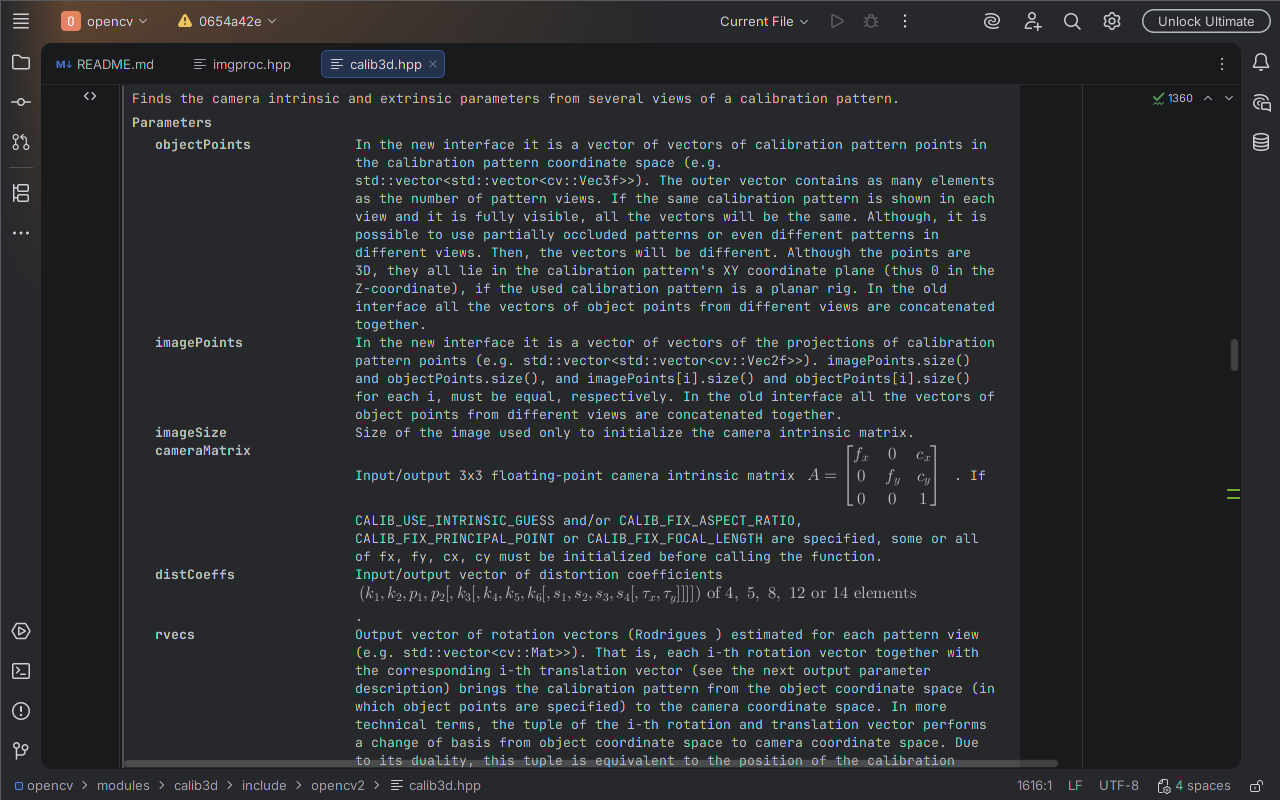 O opencv 0654a42e Current File Unlock Ultimate
M↓ README.md imgproc.hpp calib3d.hpp
<> Finds the camera intrinsic and extrinsic parameters from several views of a calibration pattern. 1360
Parameters
objectPoints In the new interface it is a vector of vectors of calibration pattern points in
the calibration pattern coordinate space (e.g.
std::vector<std::vector<cv::Vec3f>>). The outer vector contains as many elements
as the number of pattern views. If the same calibration pattern is shown in each
view and it is fully visible, all the vectors will be the same. Although, it is
possible to use partially occluded patterns or even different patterns in
different views. Then, the vectors will be different. Although the points are
3D, they all lie in the calibration pattern's XY coordinate plane (thus 0 in the
Z-coordinate), if the used calibration pattern is a planar rig. In the old
interface all the vectors of object points from different views are concatenated
together.
imagePoints In the new interface it is a vector of vectors of the projections of calibration
pattern points (e.g. std::vector<std::vector<cv::Vec2f>>). imagePoints.size()
and objectPoints.size(), and imagePoints[i].size() and objectPoints[i].size()
for each i, must be equal, respectively. In the old interface all the vectors of
object points from different views are concatenated together.
imageSize Size of the image used only to initialize the camera intrinsic matrix.
cameraMatrix
f_x 0 c_x
Input/output 3x3 floating-point camera intrinsic matrix A = 0 f_y c_y . If
0 0 1
CALIB_USE_INTRINSIC_GUESS and/or CALIB_FIX_ASPECT_RATIO,
CALIB_FIX_PRINCIPAL_POINT or CALIB_FIX_FOCAL_LENGTH are specified, some or all
of fx, fy, cx, cy must be initialized before calling the function.
distCoeffs Input/output vector of distortion coefficients
(k₁, k₂, p₁, p₂[, k₃[, k₄, k₅, k₆[, s₁, s₂, s₃, s₄[, τ_x, τ_y]]]]) of 4, 5, 8, 12 or 14 elements
.
rvecs Output vector of rotation vectors (Rodrigues ) estimated for each pattern view
(e.g. std::vector<cv::Mat>>). That is, each i-th rotation vector together with
the corresponding i-th translation vector (see the next output parameter
description) brings the calibration pattern from the object coordinate space (in
which object points are specified) to the camera coordinate space. In more
technical terms, the tuple of the i-th rotation and translation vector performs
a change of basis from object coordinate space to camera coordinate space. Due
to its duality, this tuple is equivalent to the position of the calibration
opencv > modules > calib3d > include > opencv2 > calib3d.hpp 1616:1 LF UTF-8 4 spaces